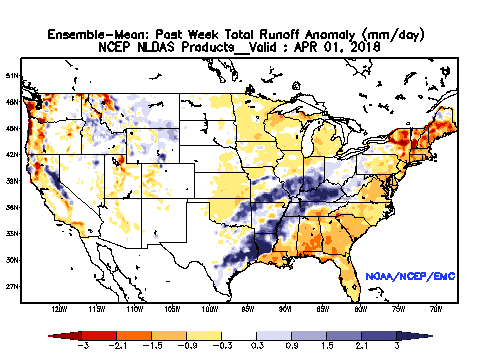 Ensemble-Mean: Past Week Total Runoff Anomaly (mm/day)
NCEP NLDAS Products__Valid : APR 01, 2018
51N
48N
45N
42N
39N
36N
33N
30N
27N
NOAA/NCEP/EMC
120W 115W 110W 105W 100W 95W 90W 85W 80W 75W 70W
-3 -2.1 -1.5 -0.9 -0.3 0.3 0.9 1.5 2.1 3